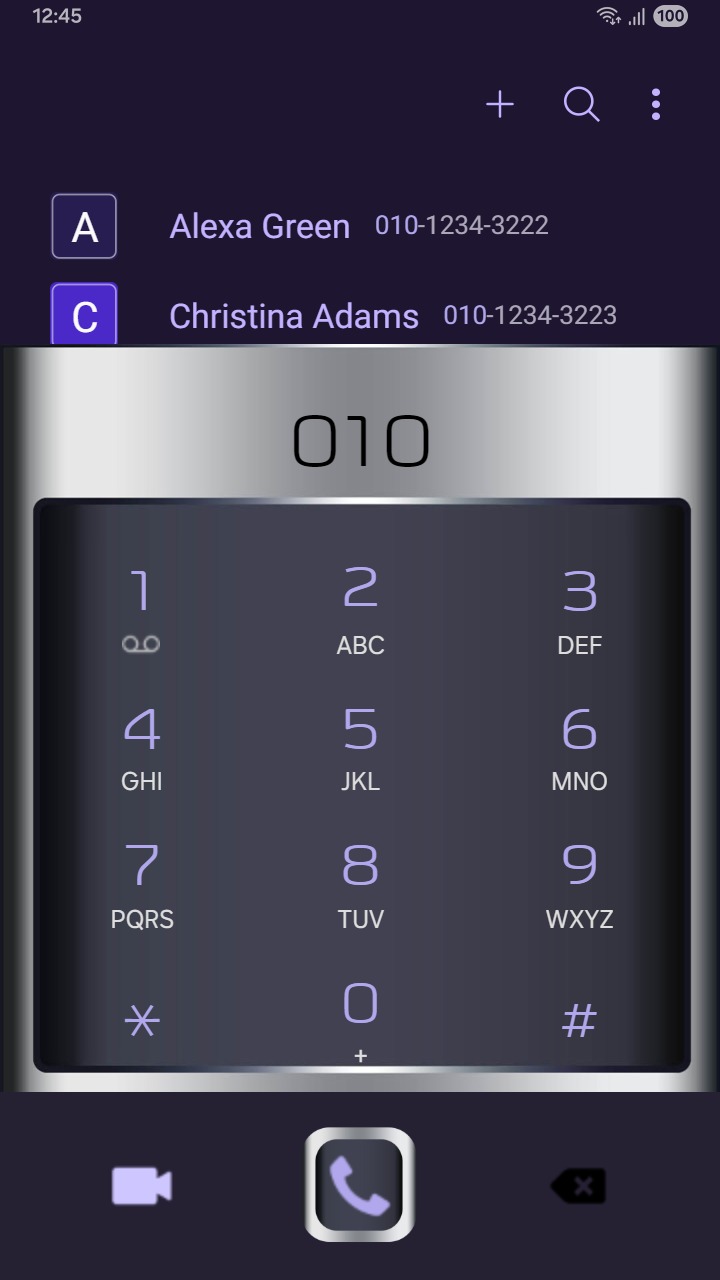 12:45 100
A Alexa Green 010-1234-3222
C Christina Adams 010-1234-3223
010
1 2 3
ABC DEF
4 5 6
GHI JKL MNO
7 8 9
PQRS TUV WXYZ
* 0 #
+